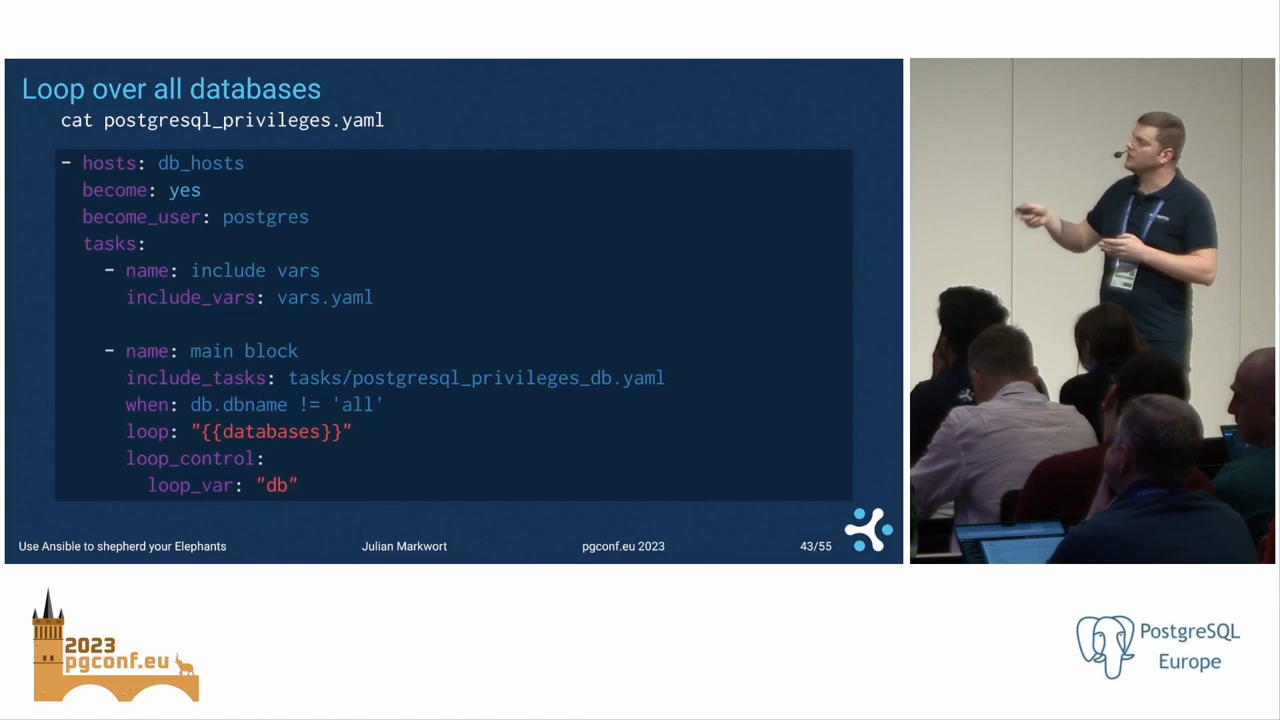 Loop over all databases
cat postgresql_privileges.yaml
- hosts: db_hosts
become: yes
become_user: postgres
tasks:
- name: include vars
include_vars: vars.yaml
- name: main block
include_tasks: tasks/postgresql_privileges_db.yaml
when: db.dbname != 'all'
loop: "{{databases}}"
loop_control:
loop_var: "db"
Use Ansible to shepherd your Elephants
Julian Markwort
pgconf.eu 2023
43/55
2023
pgconf.eu
PostgreSQL
Europe